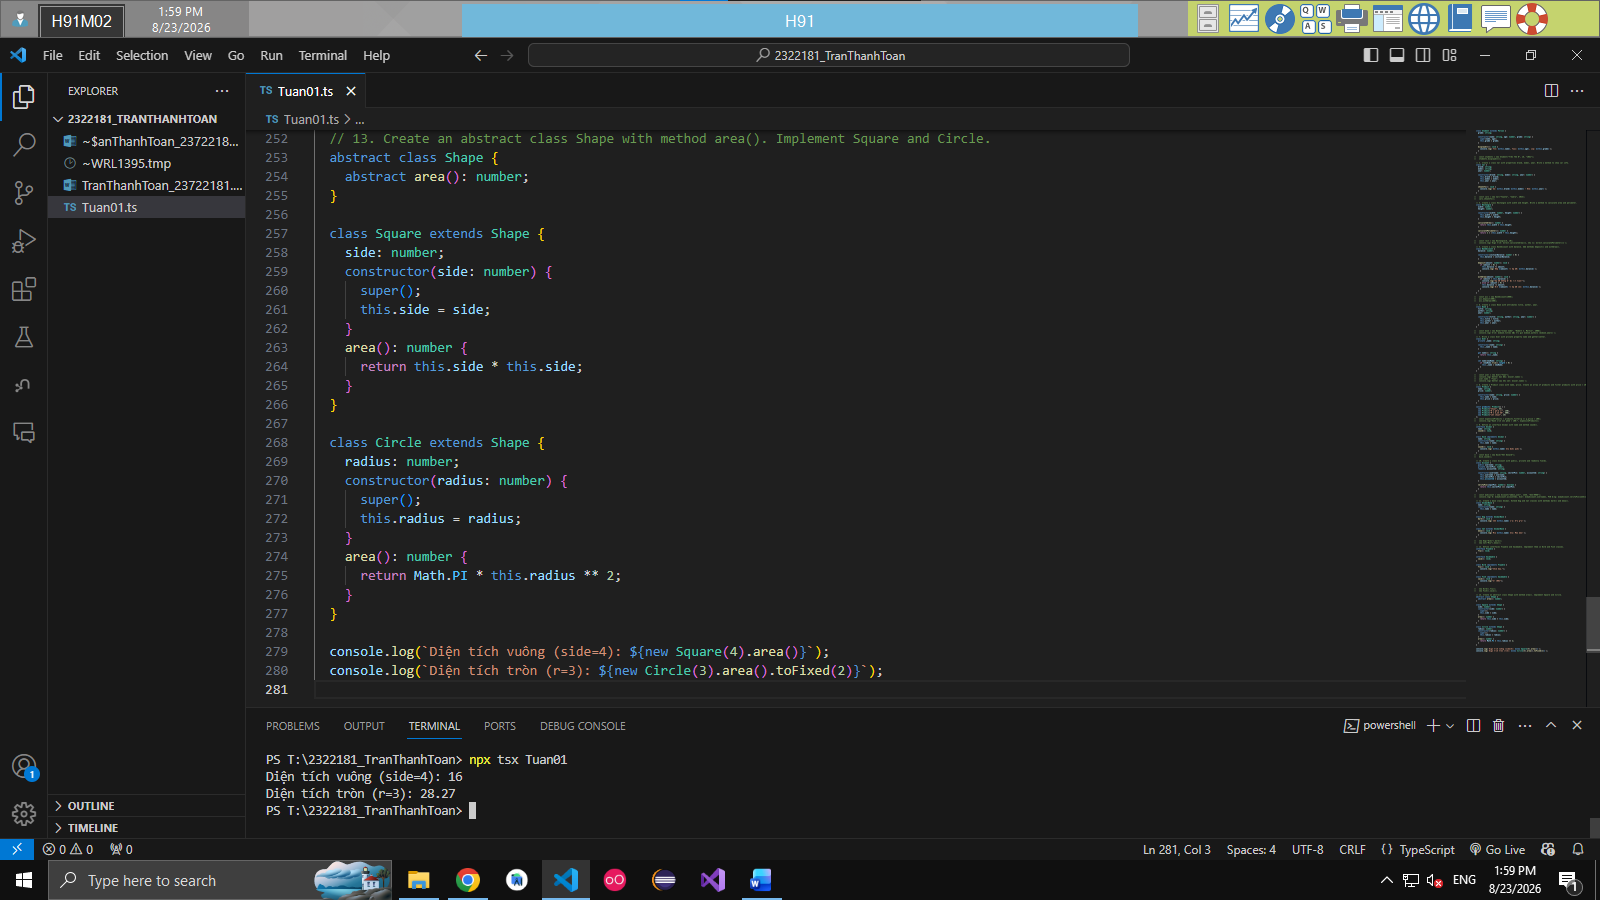 H91M02
1:59 PM
8/23/2026
H91
File Edit Selection View Go Run Terminal Help
2322181_TranThanhToan
EXPLORER
2322181_TRANTHANHTOAN
~$anThanhToan_2372218...
~WRL1395.tmp
TranThanhToan_23722181....
TS Tuan01.ts
OUTLINE
TIMELINE
TS Tuan01.ts
TS Tuan01.ts > ...
252 // 13. Create an abstract class Shape with method area(). Implement Square and Circle.
253 abstract class Shape {
254 abstract area(): number;
255 }
256
257 class Square extends Shape {
258 side: number;
259 constructor(side: number) {
260 super();
261 this.side = side;
262 }
263 area(): number {
264 return this.side * this.side;
265 }
266 }
267
268 class Circle extends Shape {
269 radius: number;
270 constructor(radius: number) {
271 super();
272 this.radius = radius;
273 }
274 area(): number {
275 return Math.PI * this.radius ** 2;
276 }
277 }
278
279 console.log(`Diện tích vuông (side=4): ${new Square(4).area()}`);
280 console.log(`Diện tích tròn (r=3): ${new Circle(3).area().toFixed(2)}`);
281
PROBLEMS OUTPUT TERMINAL PORTS DEBUG CONSOLE
powershell
PS T:\2322181_TranThanhToan> npx tsx Tuan01
Diện tích vuông (side=4): 16
Diện tích tròn (r=3): 28.27
PS T:\2322181_TranThanhToan>
0 0 0
Ln 281, Col 3 Spaces: 4 UTF-8 CRLF {} TypeScript Go Live
Type here to search
ENG
1:59 PM
8/23/2026
1